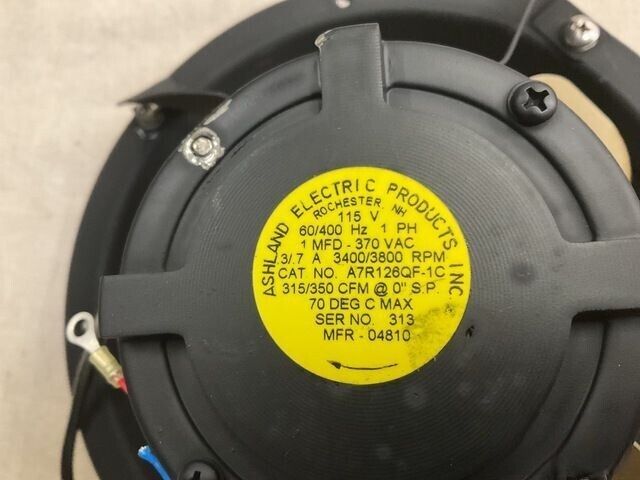 ASHLAND ELECTRIC PRODUCTS INC
ROCHESTER, NH
115 V
60/400 Hz 1 PH
1 MFD - 370 VAC
.3/.7 A 3400/3800 RPM
CAT. NO. A7R126QF-1C
315/350 CFM @ 0" S.P.
70 DEG C MAX
SER NO. 313
MFR - 04810